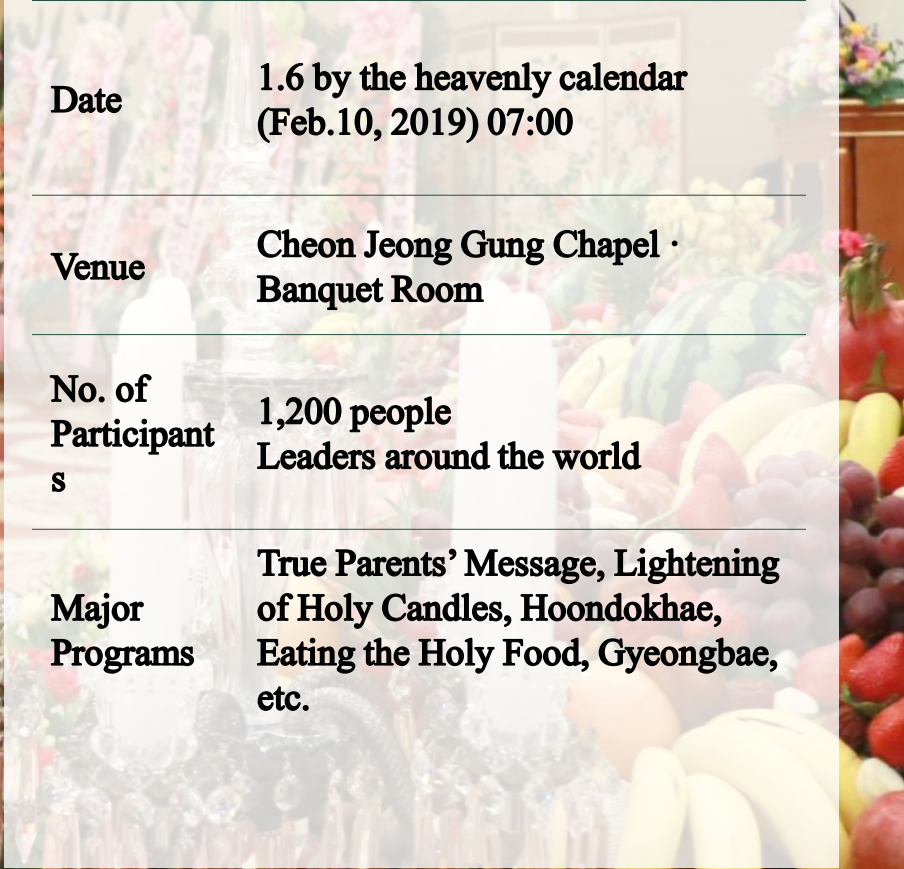 Date
1.6 by the heavenly calendar
(Feb.10, 2019) 07:00
Venue
Cheon Jeong Gung Chapel ·
Banquet Room
No. of
Participant
s
1,200 people
Leaders around the world
Major
Programs
True Parents’ Message, Lightening
of Holy Candles, Hoondokhae,
Eating the Holy Food, Gyeongbae,
etc.